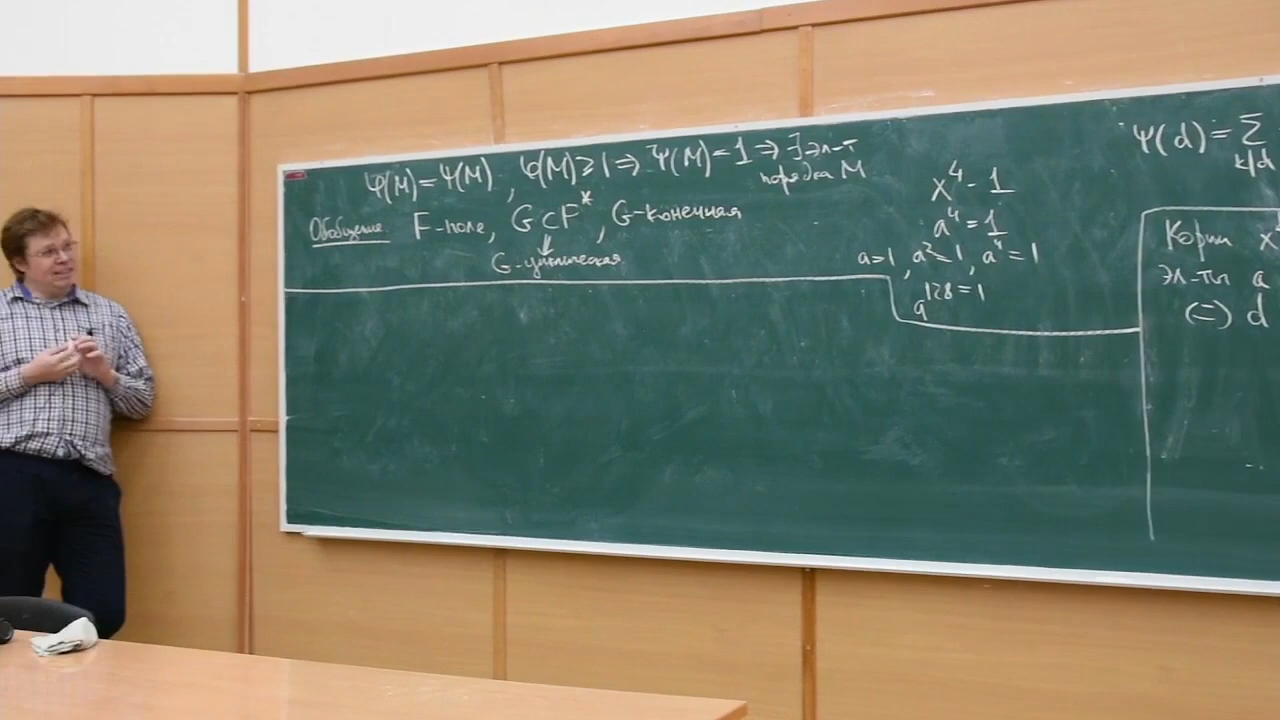 φ(M) = Ψ(M), φ(M) ≥ 1 ⇒ Ψ(M) = 1 ⇒ ∃ эл-т
порядка M
Обобщение. F-поле, G ⊂ F*, G-конечная
⇓
G-циклическая
x⁴ - 1
a⁴ = 1
a=1, a²=1, a⁴=1
a¹²⁸=1
Ψ(d) = Σ
k|d
Корни x
эл-ты a
(=) d